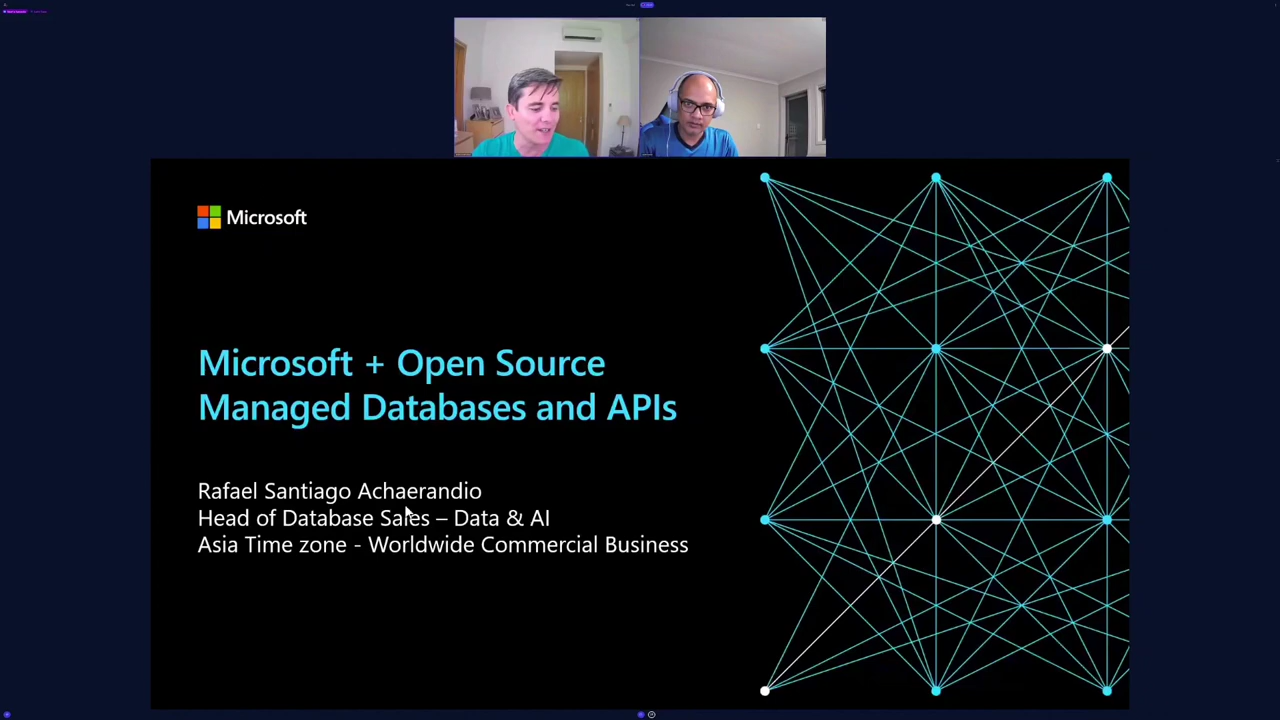 Microsoft
Microsoft + Open Source
Managed Databases and APIs
Rafael Santiago Achaerandio
Head of Database Sales – Data & AI
Asia Time zone - Worldwide Commercial Business